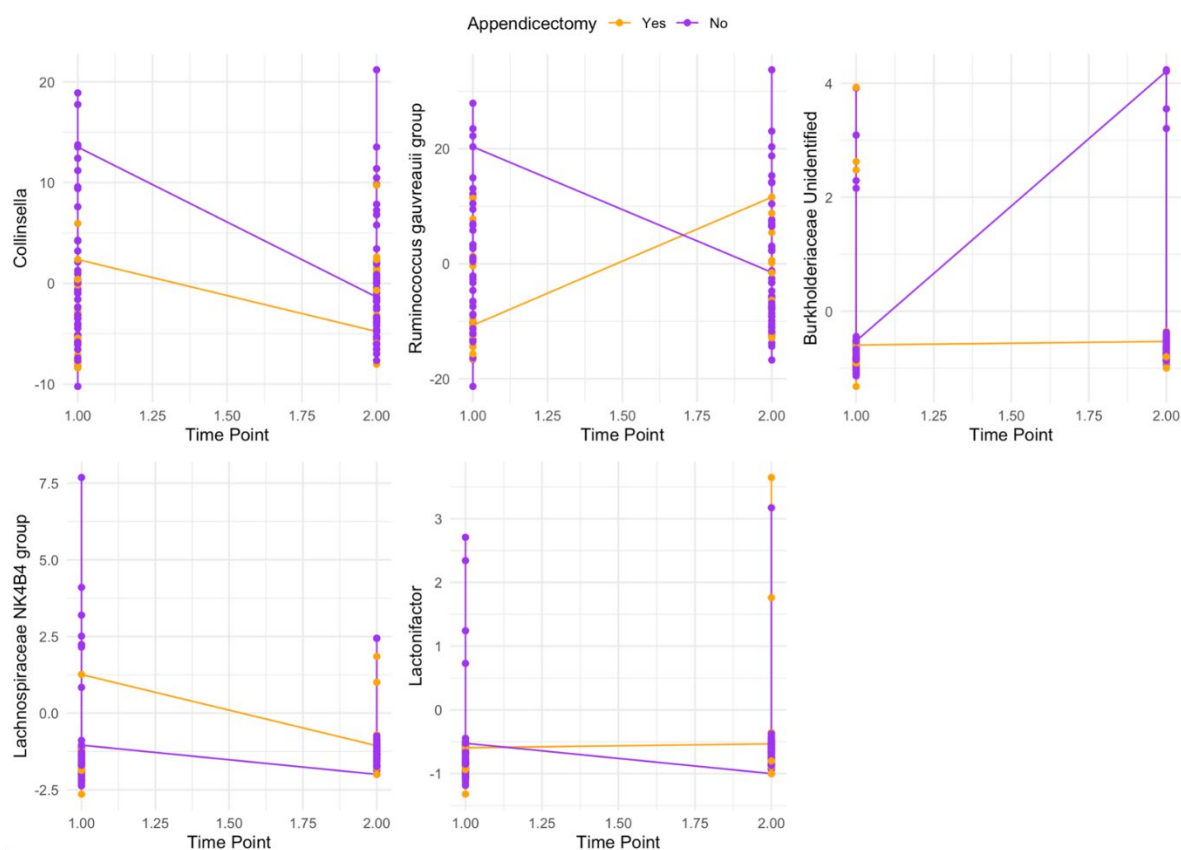 Appendicectomy Yes No
Collinsella
20
10
0
-10
1.00 1.25 1.50 1.75 2.00
Time Point
Ruminococcus gauvreauii group
20
0
-20
1.00 1.25 1.50 1.75 2.00
Time Point
Burkholderiaceae Unidentified
4
2
0
1.00 1.25 1.50 1.75 2.00
Time Point
Lachnospiraceae NK4B4 group
7.5
5.0
2.5
0.0
-2.5
1.00 1.25 1.50 1.75 2.00
Time Point
Lactonifactor
3
2
1
0
-1
1.00 1.25 1.50 1.75 2.00
Time Point